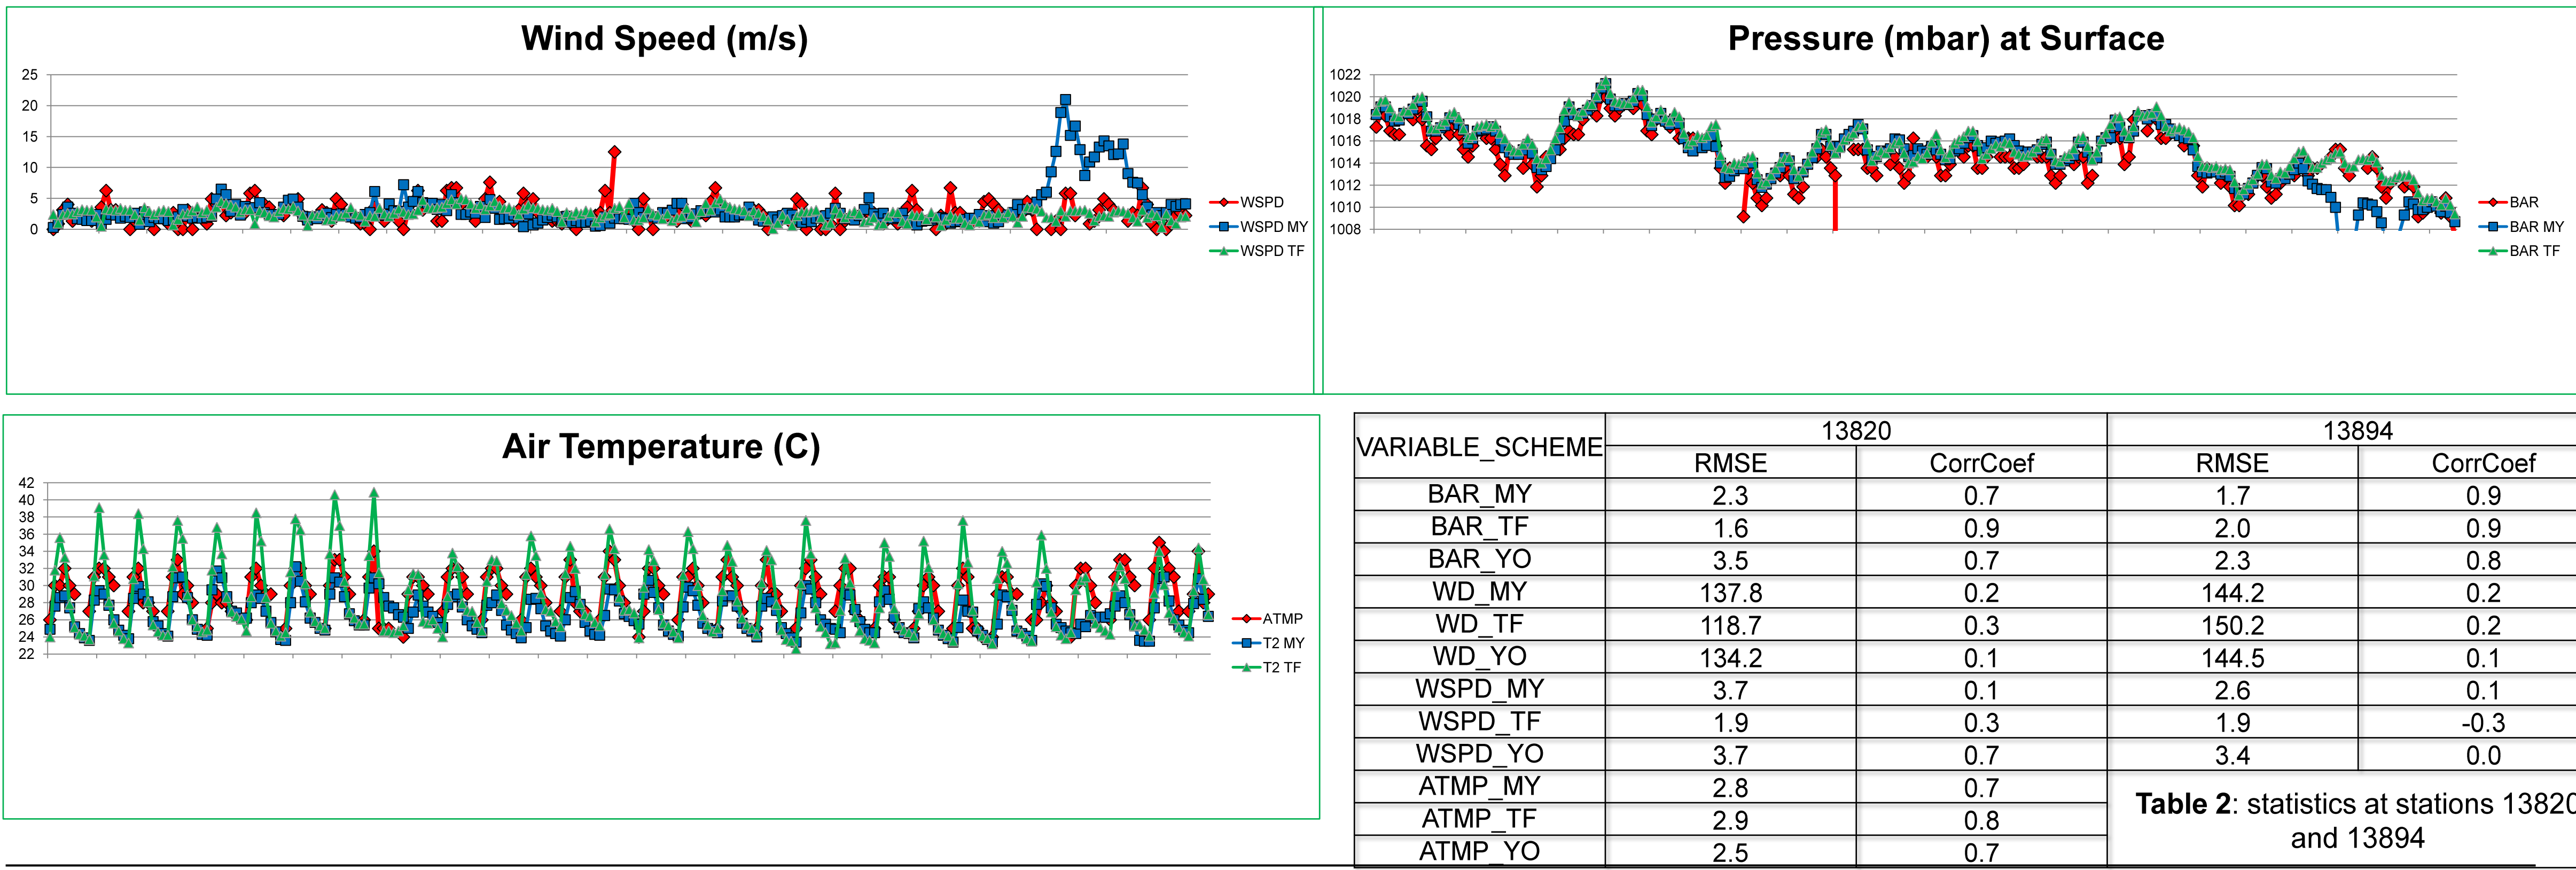 Wind Speed (m/s)
25
20
15
10
5
0
WSPD
WSPD MY
WSPD TF
Pressure (mbar) at Surface
1022
1020
1018
1016
1014
1012
1010
1008
BAR
BAR MY
BAR TF
Air Temperature (C)
42
40
38
36
34
32
30
28
26
24
22
ATMP
T2 MY
T2 TF
VARIABLE_SCHEME 13820 13894
RMSE CorrCoef RMSE CorrCoef
BAR_MY 2.3 0.7 1.7 0.9
BAR_TF 1.6 0.9 2.0 0.9
BAR_YO 3.5 0.7 2.3 0.8
WD_MY 137.8 0.2 144.2 0.2
WD_TF 118.7 0.3 150.2 0.2
WD_YO 134.2 0.1 144.5 0.1
WSPD_MY 3.7 0.1 2.6 0.1
WSPD_TF 1.9 0.3 1.9 -0.3
WSPD_YO 3.7 0.7 3.4 0.0
ATMP_MY 2.8 0.7
ATMP_TF 2.9 0.8
ATMP_YO 2.5 0.7
Table 2: statistics at stations 13820
and 13894